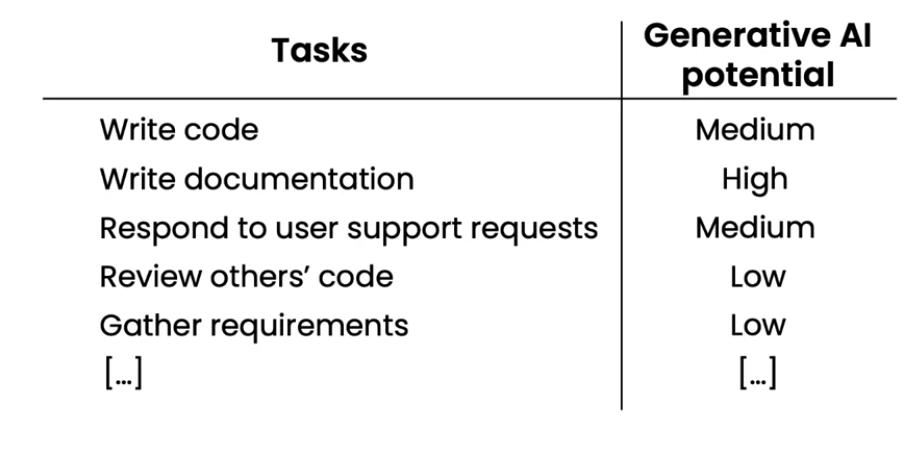 Tasks
Generative AI
potential
Write code Medium
Write documentation High
Respond to user support requests Medium
Review others’ code Low
Gather requirements Low
[...] [...]